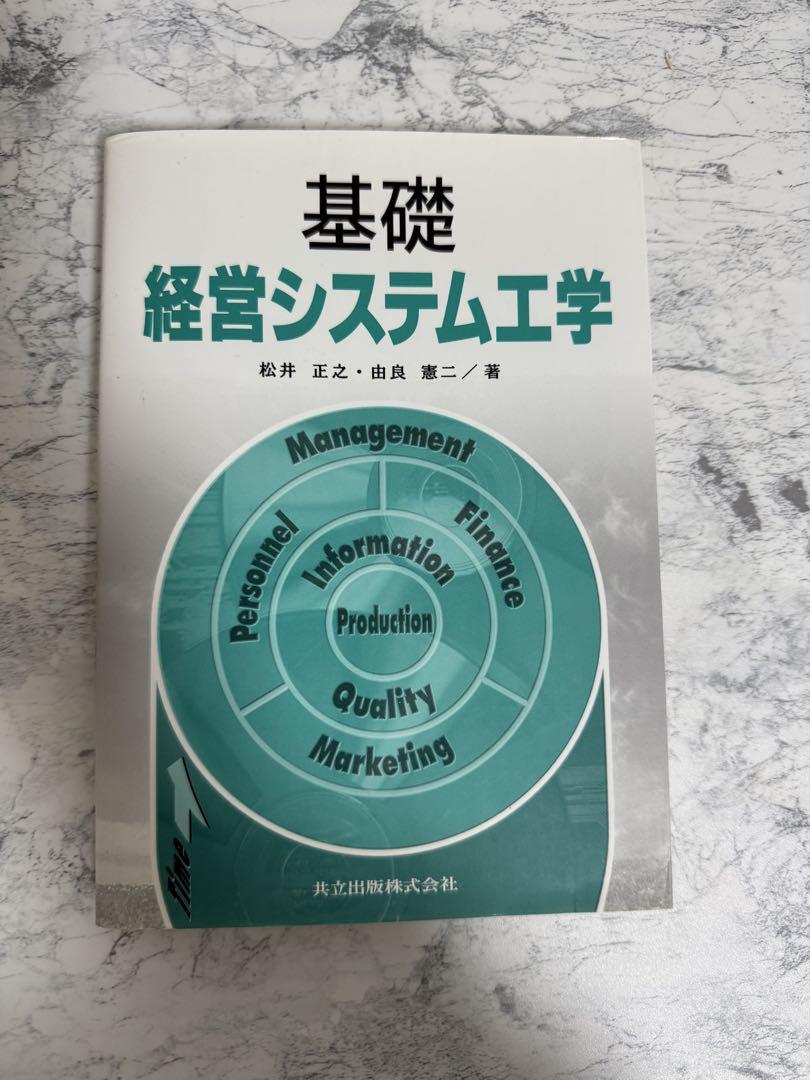 基礎
経営システム工学
松井 正之・由良 憲二／著
Management
Personnel
Finance
Information
Production
Quality
Marketing
Time
共立出版株式会社